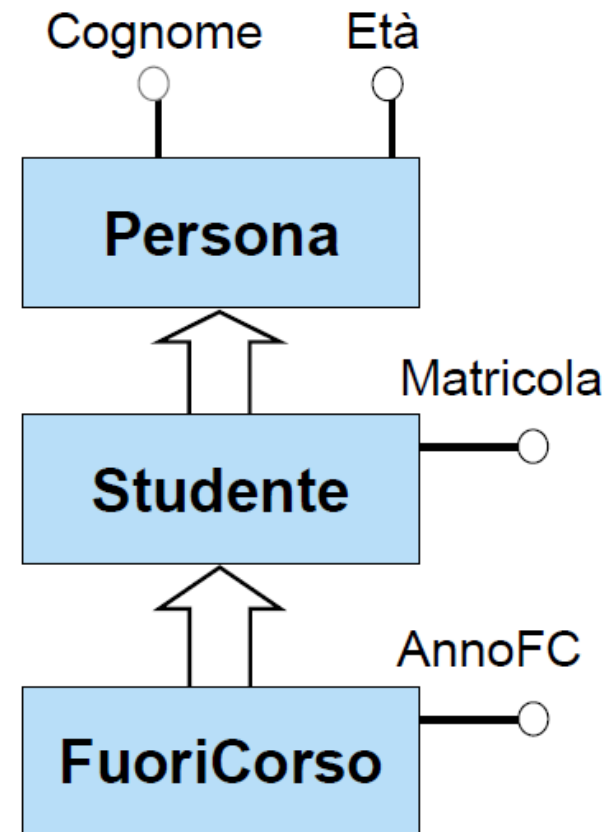 Cognome Età
Persona
Matricola
Studente
AnnoFC
FuoriCorso